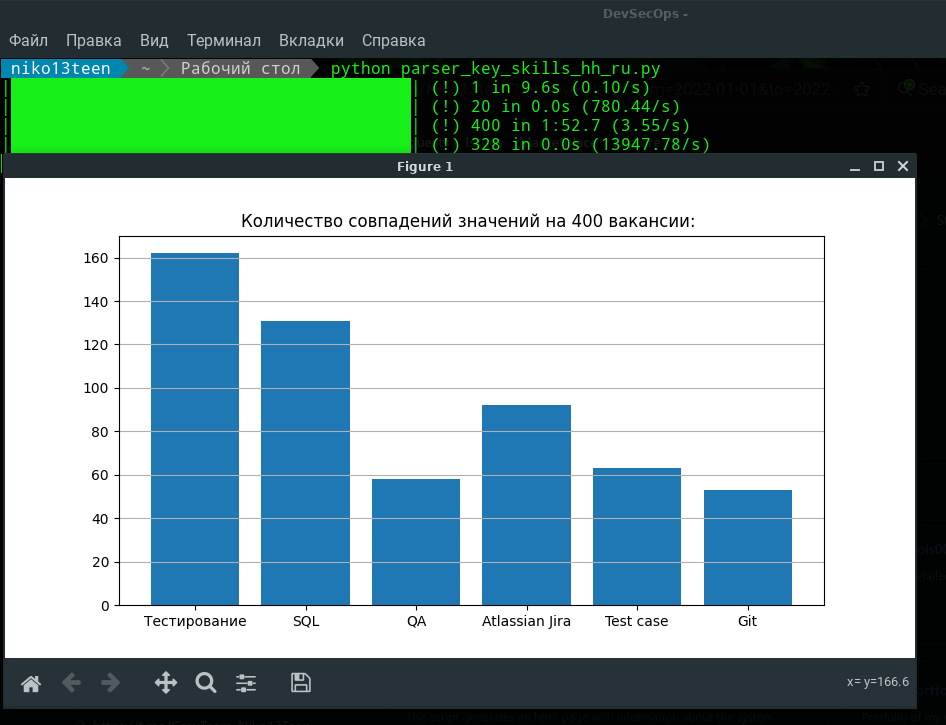 DevSecOps -
Файл Правка Вид Терминал Вкладки Справка
niko13teen ~ Рабочий стол python parser_key_skills_hh_ru.py
| | (!) 1 in 9.6s (0.10/s)
| | (!) 20 in 0.0s (780.44/s)
| | (!) 400 in 1:52.7 (3.55/s)
| | (!) 328 in 0.0s (13947.78/s)
Figure 1
Количество совпадений значений на 400 вакансии:
160
140
120
100
80
60
40
20
0
Тестирование SQL QA Atlassian Jira Test case Git
x= y=166.6